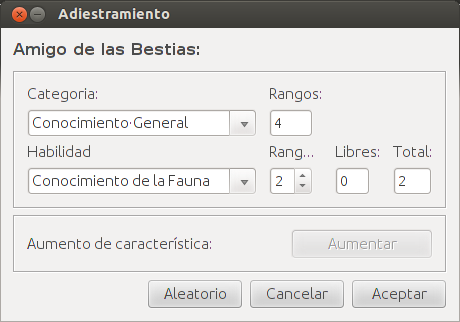 Adiestramiento
Amigo de las Bestias:
Categoria: Rangos:
Conocimiento·General 4
Habilidad Rang... Libres: Total:
Conocimiento de la Fauna 2 0 2
Aumento de característica: Aumentar
Aleatorio Cancelar Aceptar